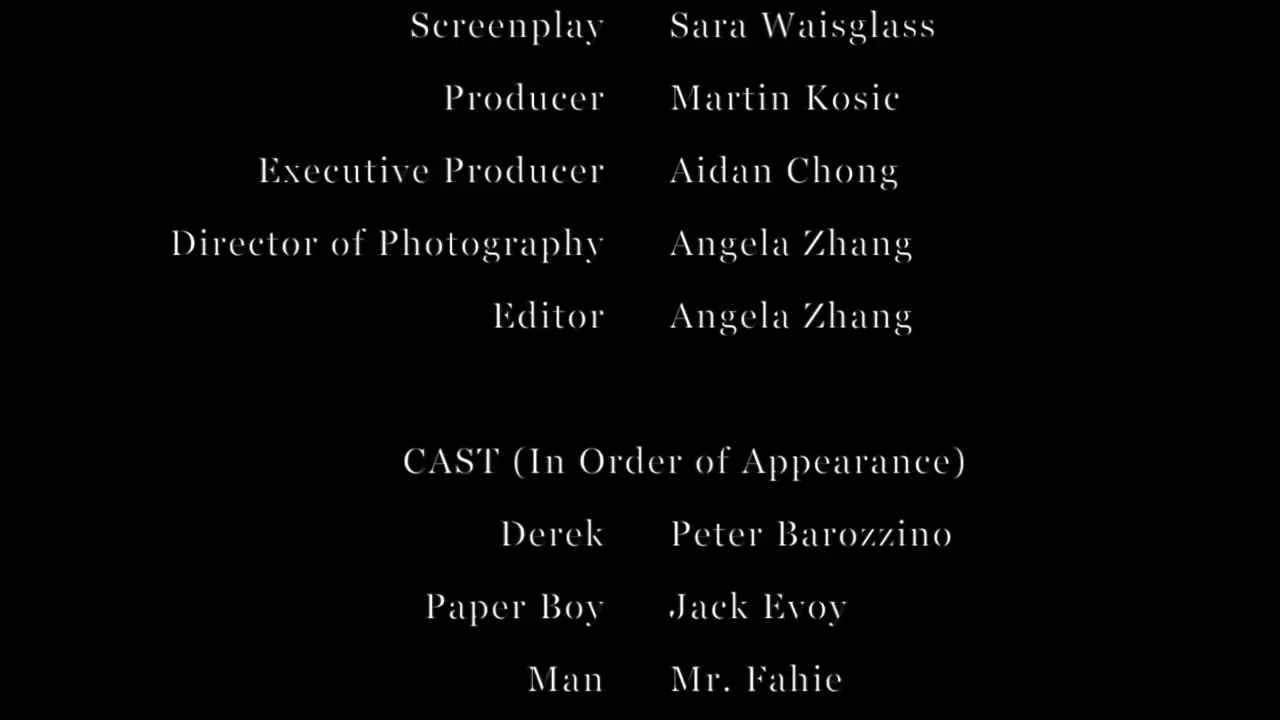 Screenplay Sara Waisglass
Producer Martin Kosic
Executive Producer Aidan Chong
Director of Photography Angela Zhang
Editor Angela Zhang
CAST (In Order of Appearance)
Derek Peter Barozzino
Paper Boy Jack Evoy
Man Mr. Fahie